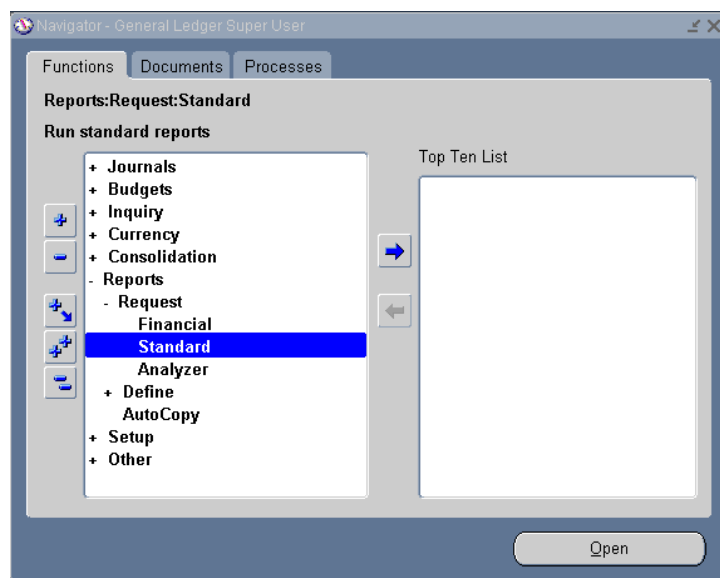 Navigator - General Ledger Super User
Functions Documents Processes
Reports:Request:Standard
Run standard reports
Top Ten List
+ Journals
+ Budgets
+ Inquiry
+ Currency
+ Consolidation
- Reports
- Request
Financial
Standard
Analyzer
+ Define
AutoCopy
+ Setup
+ Other
Open